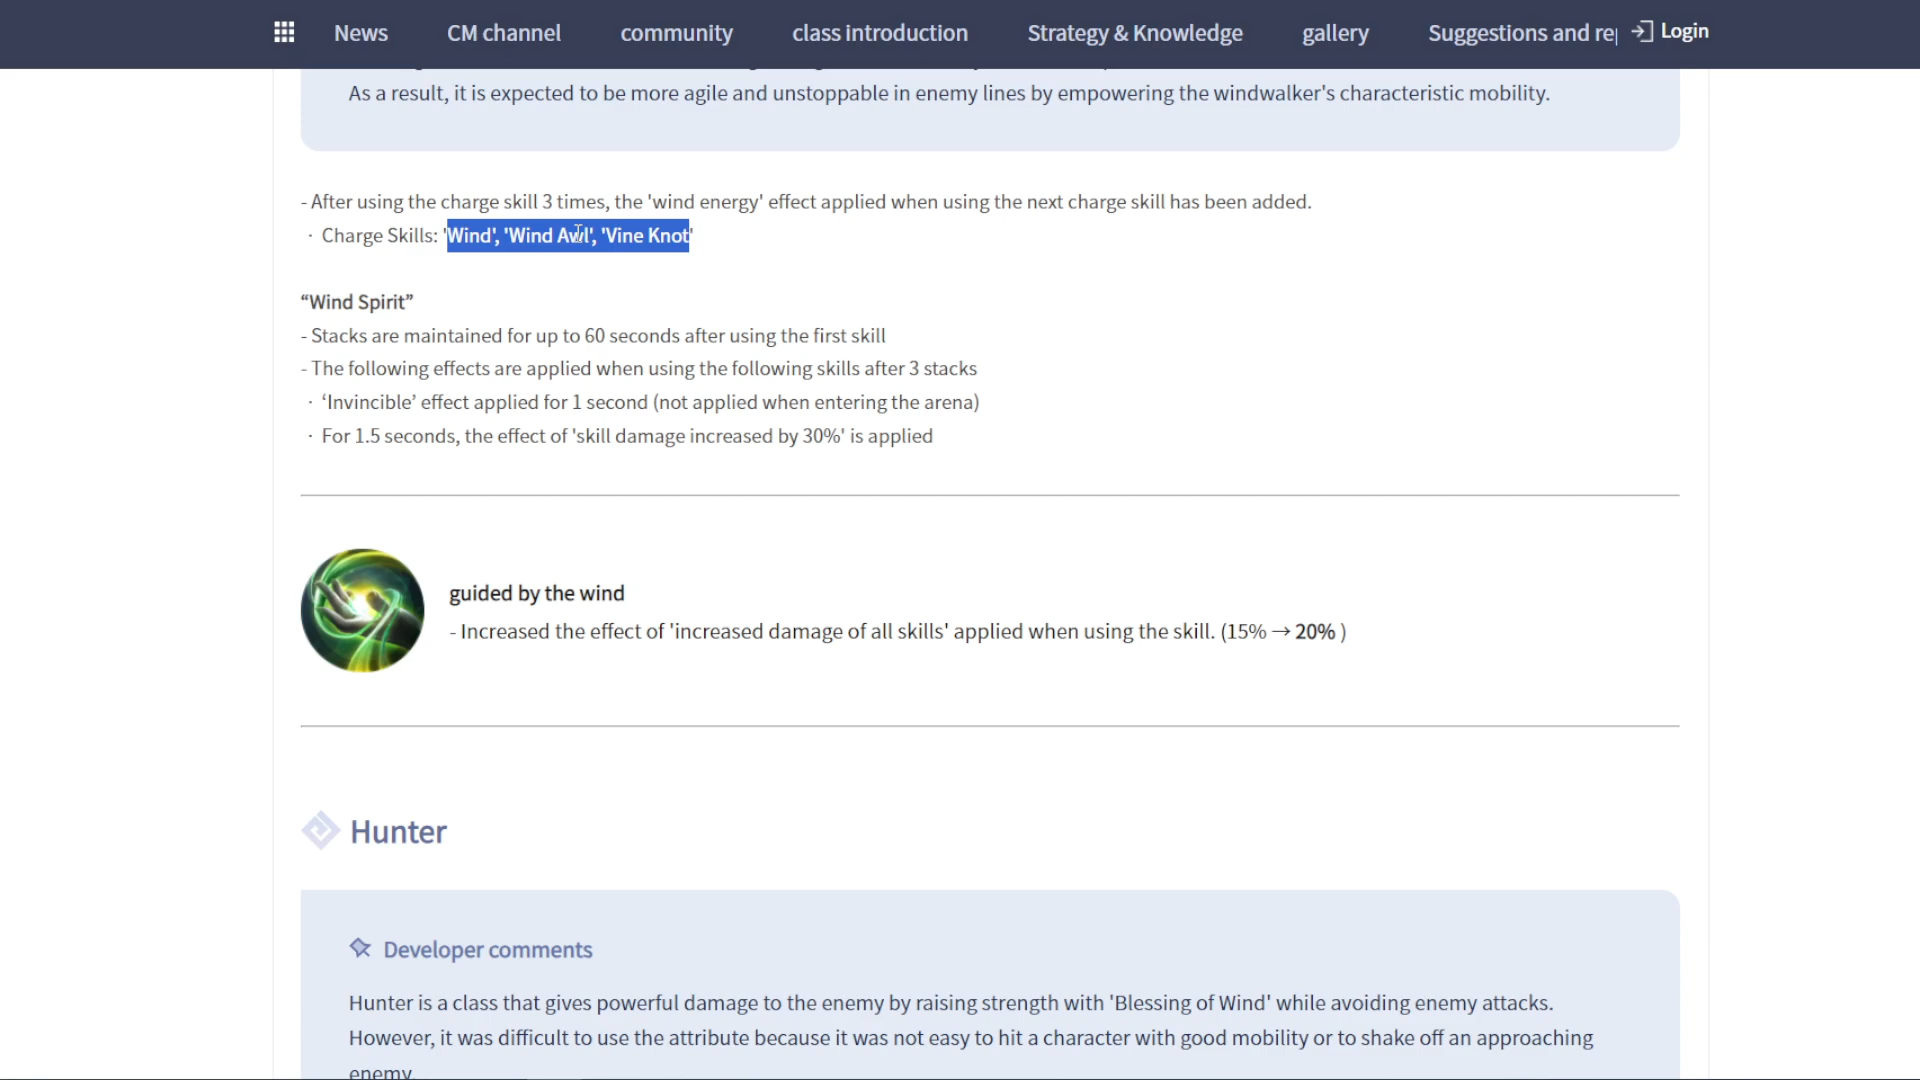 News CM channel community class introduction Strategy & Knowledge gallery Suggestions and re Login
As a result, it is expected to be more agile and unstoppable in enemy lines by empowering the windwalker's characteristic mobility.
- After using the charge skill 3 times, the 'wind energy' effect applied when using the next charge skill has been added.
· Charge Skills: 'Wind', 'Wind Awl', 'Vine Knot'
“Wind Spirit”
- Stacks are maintained for up to 60 seconds after using the first skill
- The following effects are applied when using the following skills after 3 stacks
· ‘Invincible’ effect applied for 1 second (not applied when entering the arena)
· For 1.5 seconds, the effect of 'skill damage increased by 30%' is applied
guided by the wind
- Increased the effect of 'increased damage of all skills' applied when using the skill. (15% → 20% )
Hunter
Developer comments
Hunter is a class that gives powerful damage to the enemy by raising strength with 'Blessing of Wind' while avoiding enemy attacks.
However, it was difficult to use the attribute because it was not easy to hit a character with good mobility or to shake off an approaching
enemy.